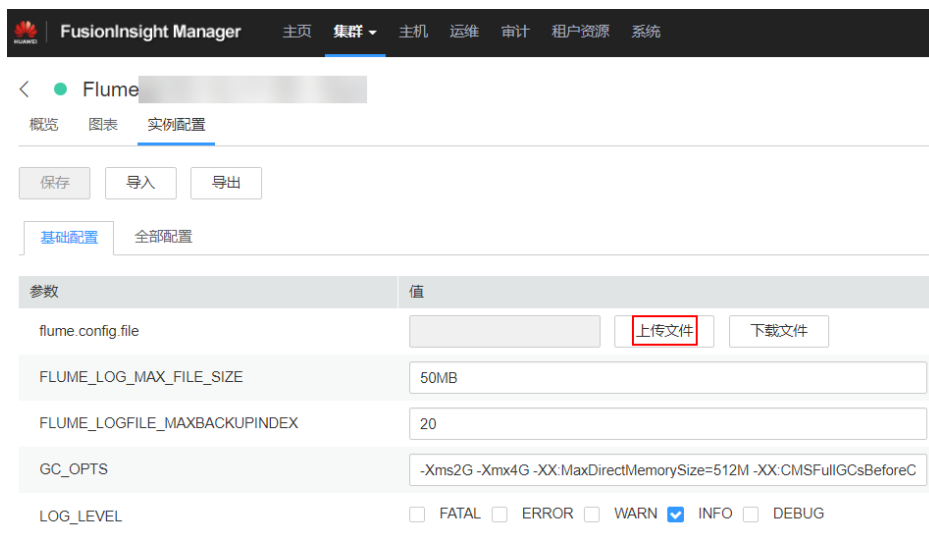 HUAWEI FusionInsight Manager 主页 集群 主机 运维 审计 租户资源 系统
Flume
概览 图表 实例配置
保存 导入 导出
基础配置 全部配置
参数 值
flume.config.file 上传文件 下载文件
FLUME_LOG_MAX_FILE_SIZE 50MB
FLUME_LOGFILE_MAXBACKUPINDEX 20
GC_OPTS -Xms2G -Xmx4G -XX:MaxDirectMemorySize=512M -XX:CMSFullGCsBeforeC
LOG_LEVEL FATAL ERROR WARN INFO DEBUG